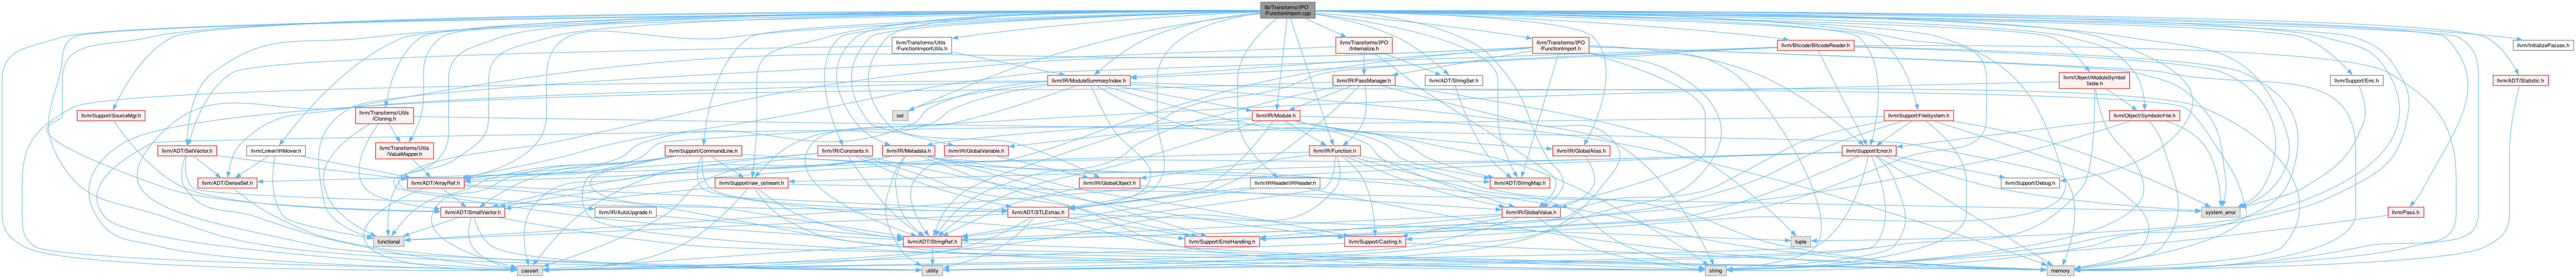 lib/Transforms/IPO
/FunctionImport.cpp
llvm/Transforms/Utils
/FunctionImportUtils.h
llvm/Transforms/IPO
/Internalize.h
llvm/Transforms/IPO
/FunctionImport.h
llvm/Bitcode/BitcodeReader.h
llvm/InitializePasses.h
llvm/IR/ModuleSummaryIndex.h
llvm/IR/PassManager.h
llvm/ADT/StringSet.h
llvm/Object/ModuleSymbol
Table.h
llvm/Support/Errc.h
llvm/ADT/Statistic.h
llvm/Support/SourceMgr.h
llvm/Transforms/Utils
/Cloning.h
set
llvm/IR/Module.h
llvm/Support/FileSystem.h
llvm/Object/SymbolicFile.h
llvm/ADT/SetVector.h
llvm/Linker/IRMover.h
llvm/Transforms/Utils
/ValueMapper.h
llvm/Support/CommandLine.h
llvm/IR/Constants.h
llvm/IR/Metadata.h
llvm/IR/GlobalVariable.h
llvm/IR/Function.h
llvm/IR/GlobalAlias.h
llvm/Support/Error.h
llvm/ADT/DenseSet.h
llvm/ADT/ArrayRef.h
llvm/Support/raw_ostream.h
llvm/IR/GlobalObject.h
llvm/IRReader/IRReader.h
llvm/ADT/StringMap.h
llvm/Support/Debug.h
llvm/ADT/SmallVector.h
llvm/IR/AutoUpgrade.h
llvm/ADT/STLExtras.h
llvm/IR/GlobalValue.h
system_error
llvm/Pass.h
functional
llvm/ADT/StringRef.h
llvm/Support/ErrorHandling.h
llvm/Support/Casting.h
tuple
cassert
utility
string
memory